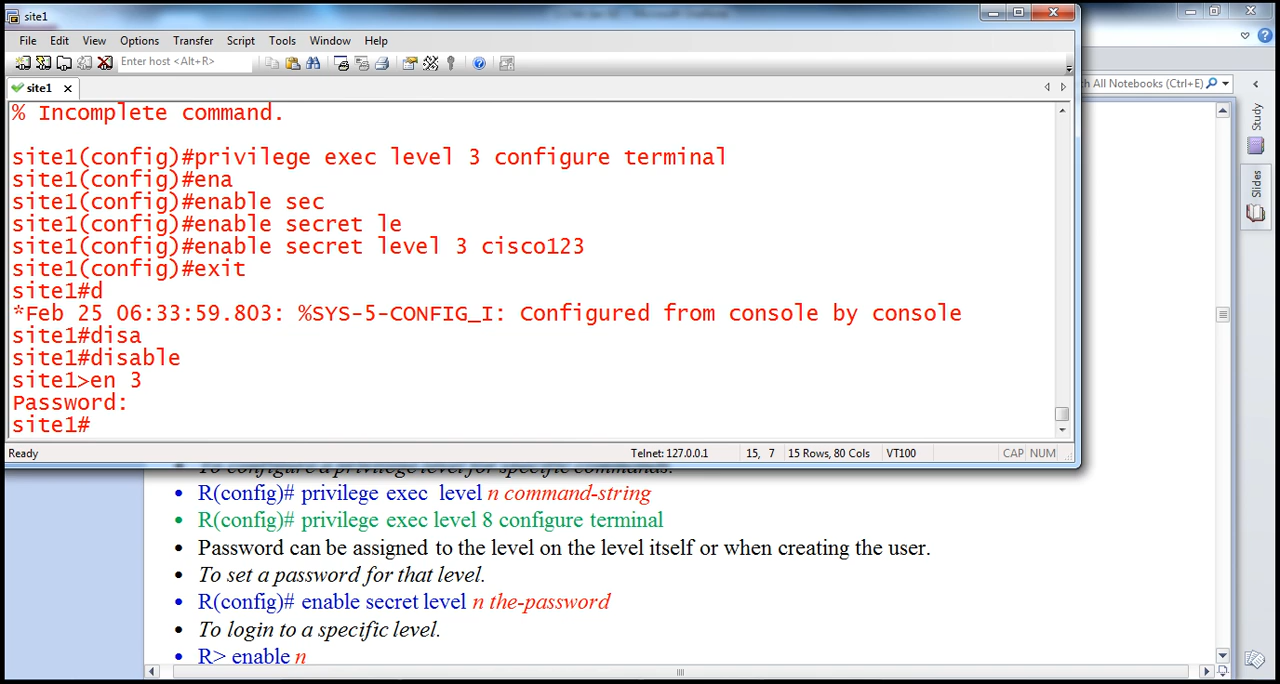 site1
File Edit View Options Transfer Script Tools Window Help
Enter host <Alt+R>
site1
h All Notebooks (Ctrl+E)
Study
Slides
% Incomplete command.
site1(config)#privilege exec level 3 configure terminal
site1(config)#ena
site1(config)#enable sec
site1(config)#enable secret le
site1(config)#enable secret level 3 cisco123
site1(config)#exit
site1#d
*Feb 25 06:33:59.803: %SYS-5-CONFIG_I: Configured from console by console
site1#disa
site1#disable
site1>en 3
Password:
site1#
Ready Telnet: 127.0.0.1 15, 7 15 Rows, 80 Cols VT100 CAP NUM
To configure a privilege level for specific commands.
• R(config)# privilege exec level n command-string
• R(config)# privilege exec level 8 configure terminal
• Password can be assigned to the level on the level itself or when creating the user.
• To set a password for that level.
• R(config)# enable secret level n the-password
• To login to a specific level.
• R> enable n